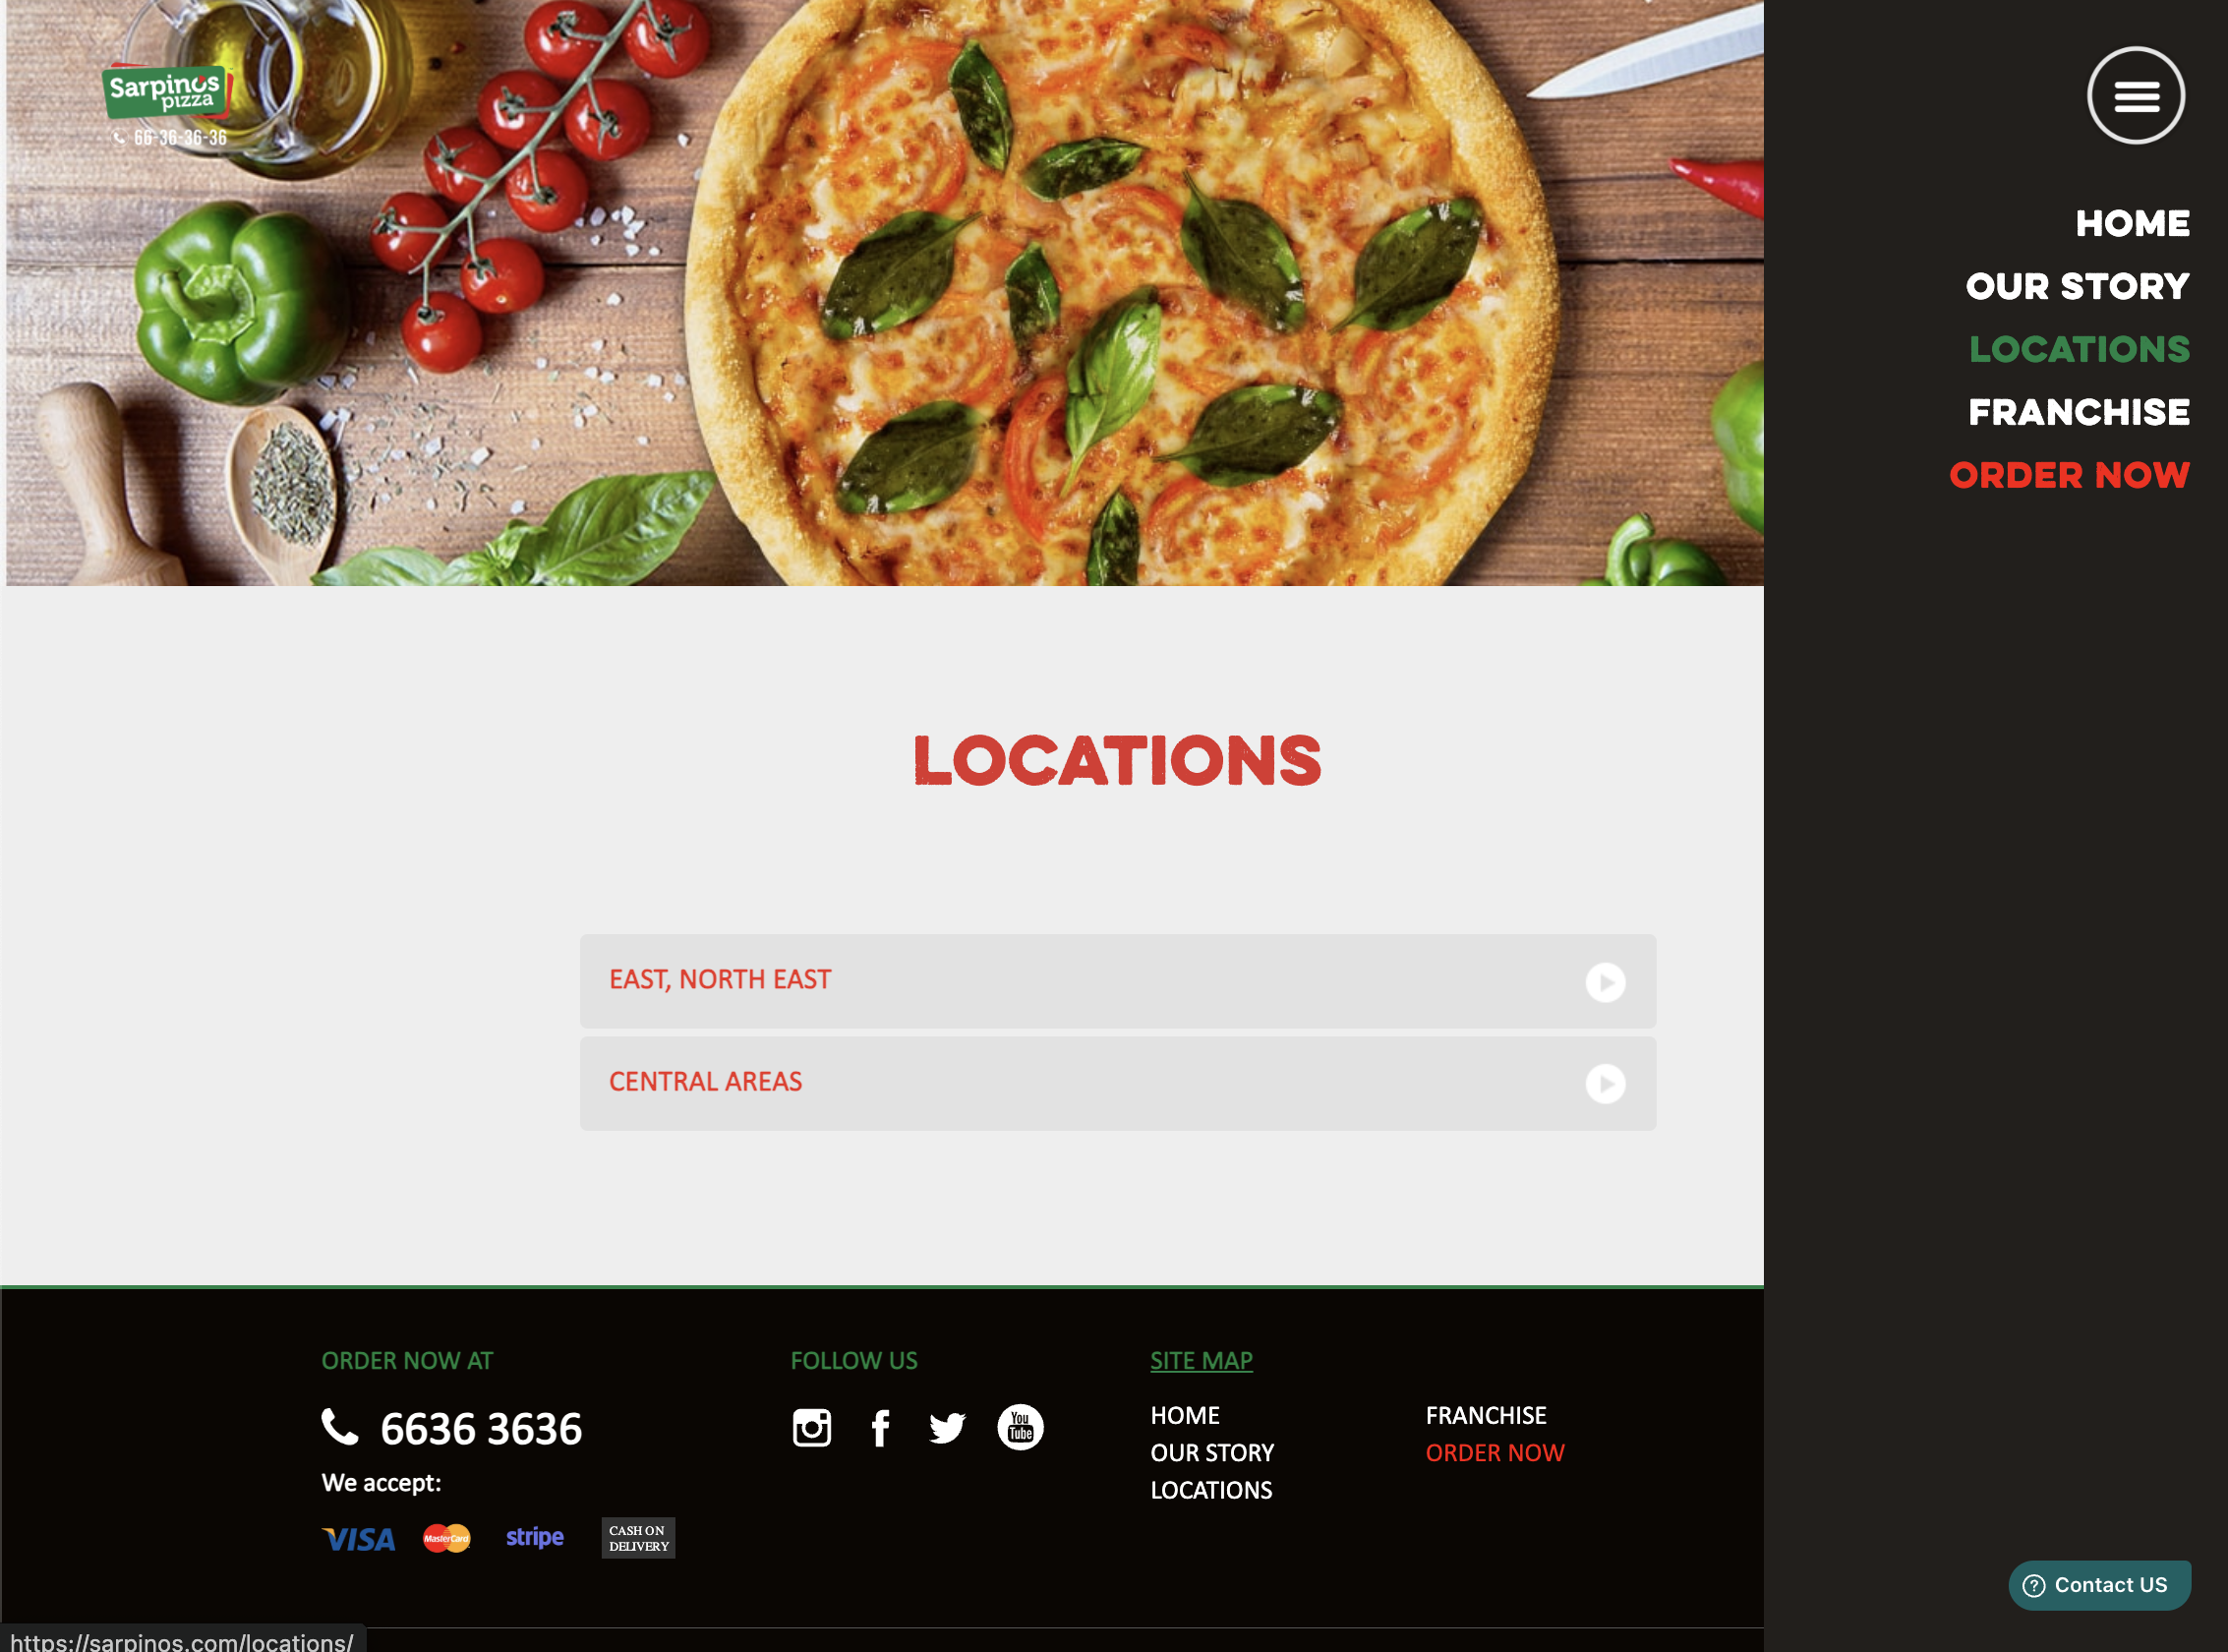 Sarpino's
pizza
66-36-36-36
HOME
OUR STORY
LOCATIONS
FRANCHISE
ORDER NOW
LOCATIONS
EAST, NORTH EAST
CENTRAL AREAS
ORDER NOW AT
6636 3636
We accept:
VISA
MasterCard
stripe
CASH ON
DELIVERY
FOLLOW US
You
Tube
SITE MAP
HOME
OUR STORY
LOCATIONS
FRANCHISE
ORDER NOW
? Contact US
https://sarpinos.com/locations/